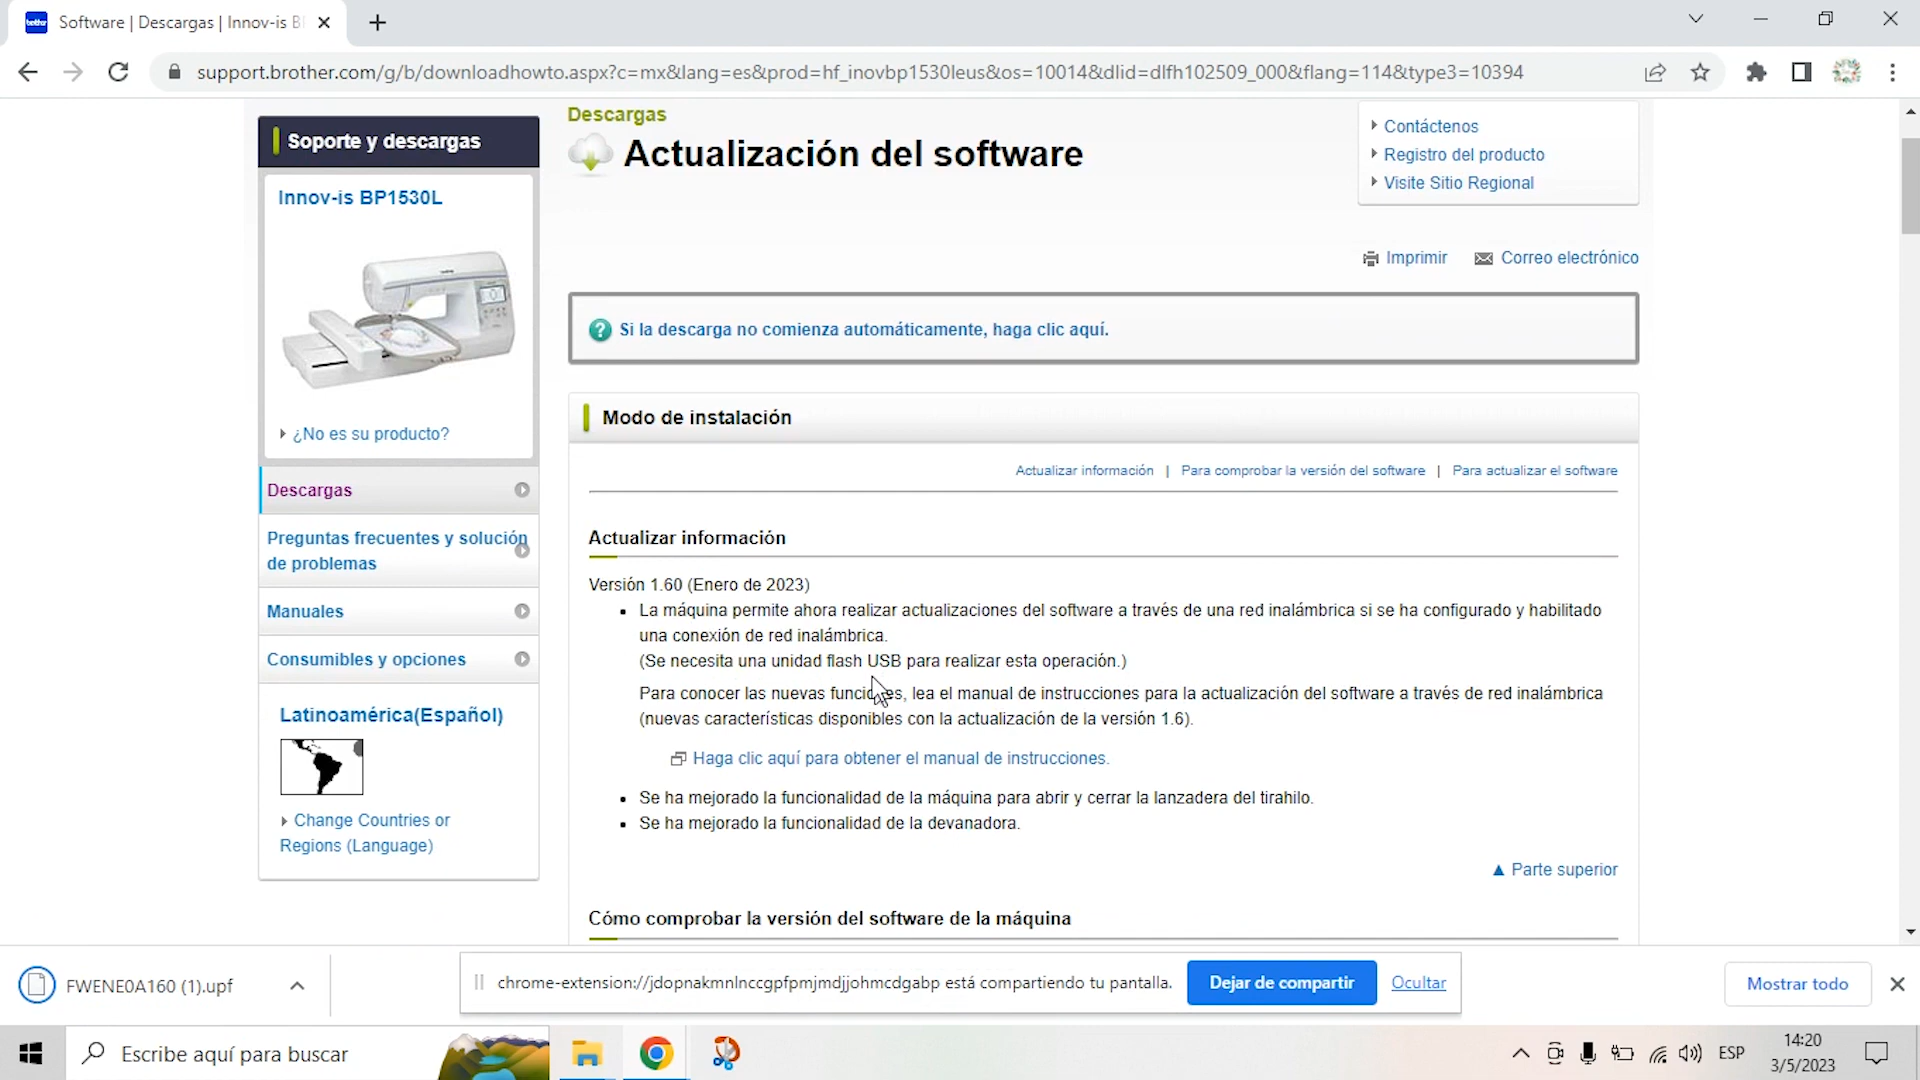 Software | Descargas | Innov-is B
support.brother.com/g/b/downloadhowto.aspx?c=mx&lang=es&prod=hf_inovbp1530leus&os=10014&dlid=dlfh102509_000&flang=114&type3=10394
Soporte y descargas
Innov-is BP1530L
¿No es su producto?
Descargas
Preguntas frecuentes y solución
de problemas
Manuales
Consumibles y opciones
Latinoamérica(Español)
Change Countries or
Regions (Language)
Descargas
Actualización del software
Contáctenos
Registro del producto
Visite Sitio Regional
Imprimir
Correo electrónico
Si la descarga no comienza automáticamente, haga clic aquí.
Modo de instalación
Actualizar información | Para comprobar la versión del software | Para actualizar el software
Actualizar información
Versión 1.60 (Enero de 2023)
La máquina permite ahora realizar actualizaciones del software a través de una red inalámbrica si se ha configurado y habilitado
una conexión de red inalámbrica.
(Se necesita una unidad flash USB para realizar esta operación.)
Para conocer las nuevas funciones, lea el manual de instrucciones para la actualización del software a través de red inalámbrica
(nuevas características disponibles con la actualización de la versión 1.6).
Haga clic aquí para obtener el manual de instrucciones.
Se ha mejorado la funcionalidad de la máquina para abrir y cerrar la lanzadera del tirahilo.
Se ha mejorado la funcionalidad de la devanadora.
▲ Parte superior
Cómo comprobar la versión del software de la máquina
FWENE0A160 (1).upf
chrome-extension://jdopnakmnlnccgpfpmjmdjjohmcdgabp está compartiendo tu pantalla.
Dejar de compartir
Ocultar
Mostrar todo
Escribe aquí para buscar
ESP
14:20
3/5/2023